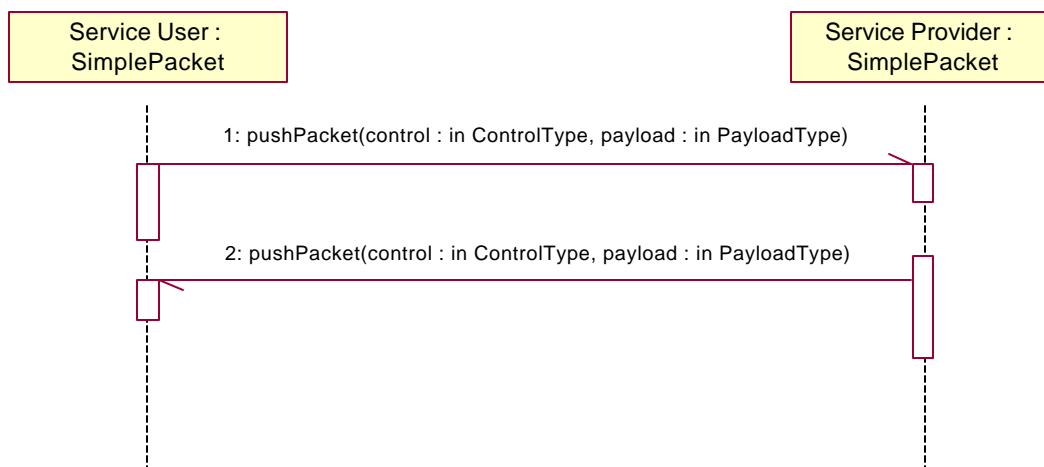 Service User :
SimplePacket
Service Provider :
SimplePacket
1: pushPacket(control : in ControlType, payload : in PayloadType)
2: pushPacket(control : in ControlType, payload : in PayloadType)